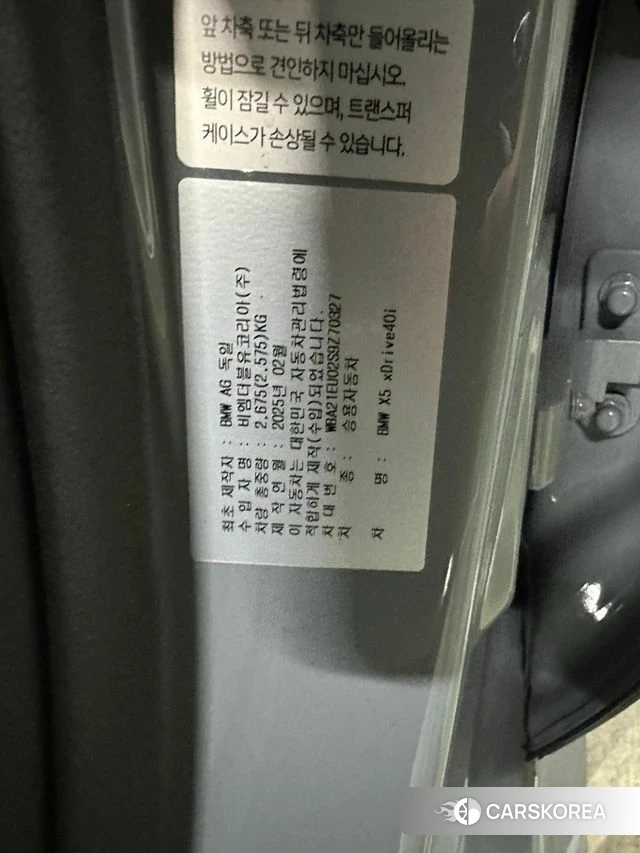 앞 차축 또는 뒤 차축만 들어올리는
방법으로 견인하지 마십시오.
휠이 잠길 수 있으며, 트랜스퍼
케이스가 손상될 수 있습니다.
최초 제작자 : BMW AG 독일
수 입 자 명 : 비엠더블유코리아(주)
차량 총중량 : 2,675(2,575)KG
제 작 연 월 : 2025년 02월
이 자동차는 대한민국 자동차관리법령에
적합하게 제작(수입)되었습니다.
차 대 번 호 : WBA21EU02S9Z70327
차 종 : 승용자동차
차 명 : BMW X5 xDrive40i
CARSKOREA